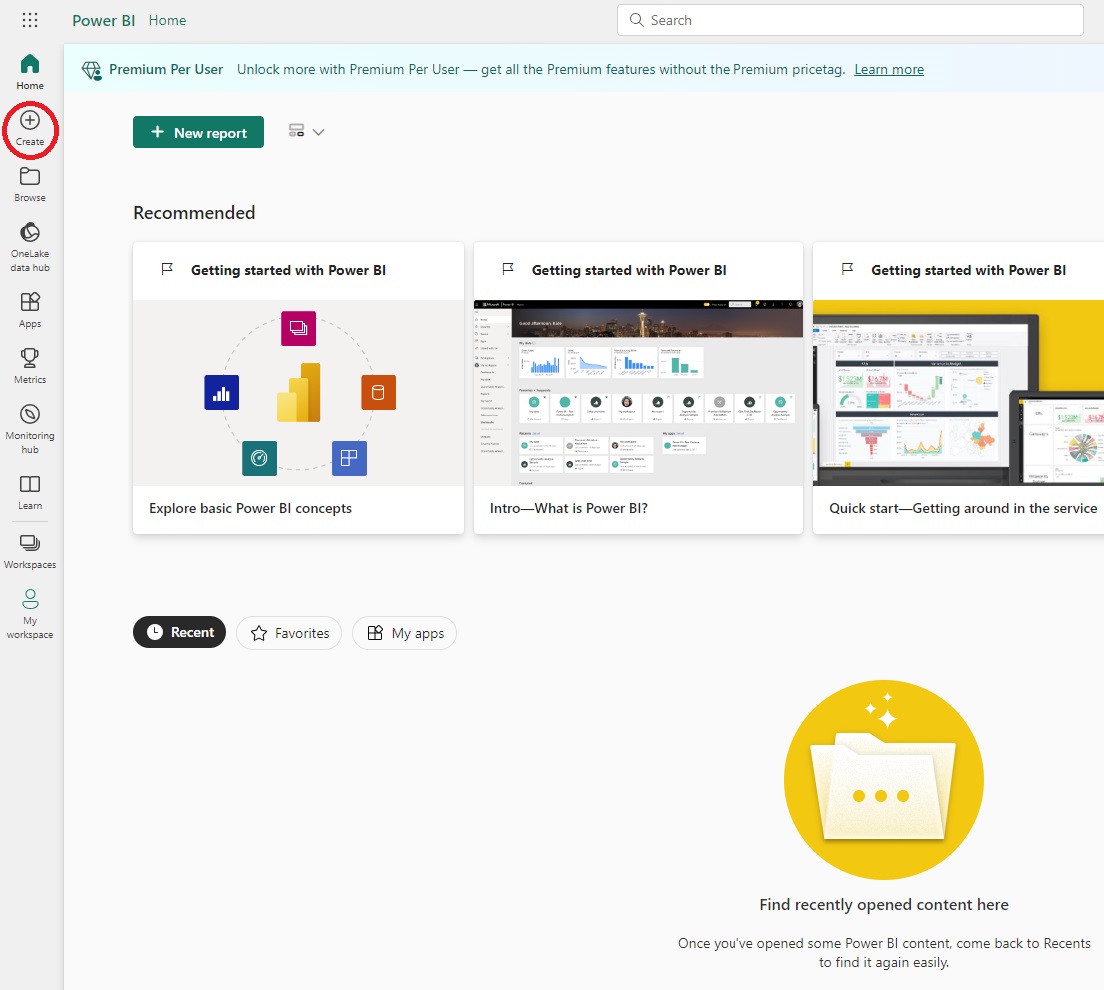 Power BI Home
Search
Premium Per User Unlock more with Premium Per User — get all the Premium features without the Premium pricetag. Learn more
Home
Create
Browse
OneLake
data hub
Apps
Metrics
Monitoring
hub
Learn
Workspaces
My
workspace
New report
Recommended
Getting started with Power BI
Explore basic Power BI concepts
Getting started with Power BI
Good afternoon, Kate
Intro—What is Power BI?
Getting started with Power BI
Quick start—Getting around in the service
Recent
Favorites
My apps
Find recently opened content here
Once you've opened some Power BI content, come back to Recents
to find it again easily.